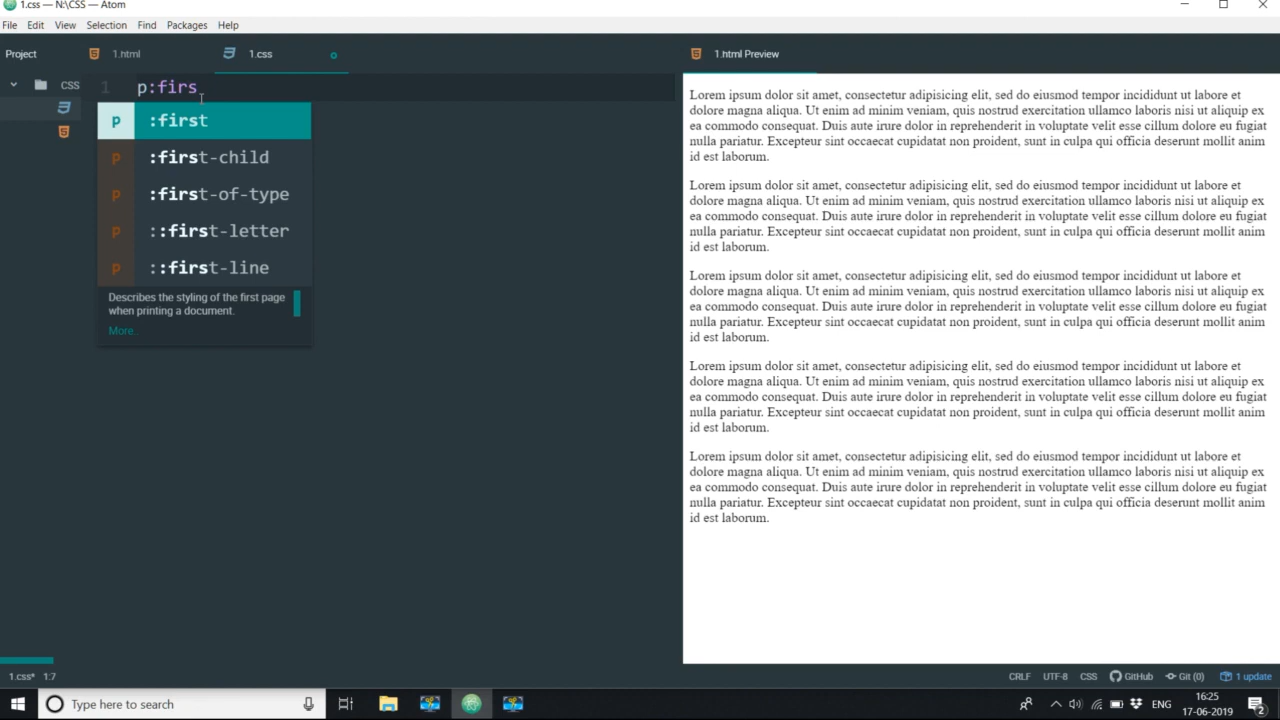 1.css — N:\CSS — Atom
File Edit View Selection Find Packages Help
Project
1.html
1.css
1.html Preview
CSS
1 p:firs
p :first
p :first-child
p :first-of-type
p ::first-letter
p ::first-line
Describes the styling of the first page
when printing a document.
More..
Lorem ipsum dolor sit amet, consectetur adipisicing elit, sed do eiusmod tempor incididunt ut labore et
dolore magna aliqua. Ut enim ad minim veniam, quis nostrud exercitation ullamco laboris nisi ut aliquip ex
ea commodo consequat. Duis aute irure dolor in reprehenderit in voluptate velit esse cillum dolore eu fugiat
nulla pariatur. Excepteur sint occaecat cupidatat non proident, sunt in culpa qui officia deserunt mollit anim
id est laborum.
Lorem ipsum dolor sit amet, consectetur adipisicing elit, sed do eiusmod tempor incididunt ut labore et
dolore magna aliqua. Ut enim ad minim veniam, quis nostrud exercitation ullamco laboris nisi ut aliquip ex
ea commodo consequat. Duis aute irure dolor in reprehenderit in voluptate velit esse cillum dolore eu fugiat
nulla pariatur. Excepteur sint occaecat cupidatat non proident, sunt in culpa qui officia deserunt mollit anim
id est laborum.
Lorem ipsum dolor sit amet, consectetur adipisicing elit, sed do eiusmod tempor incididunt ut labore et
dolore magna aliqua. Ut enim ad minim veniam, quis nostrud exercitation ullamco laboris nisi ut aliquip ex
ea commodo consequat. Duis aute irure dolor in reprehenderit in voluptate velit esse cillum dolore eu fugiat
nulla pariatur. Excepteur sint occaecat cupidatat non proident, sunt in culpa qui officia deserunt mollit anim
id est laborum.
Lorem ipsum dolor sit amet, consectetur adipisicing elit, sed do eiusmod tempor incididunt ut labore et
dolore magna aliqua. Ut enim ad minim veniam, quis nostrud exercitation ullamco laboris nisi ut aliquip ex
ea commodo consequat. Duis aute irure dolor in reprehenderit in voluptate velit esse cillum dolore eu fugiat
nulla pariatur. Excepteur sint occaecat cupidatat non proident, sunt in culpa qui officia deserunt mollit anim
id est laborum.
Lorem ipsum dolor sit amet, consectetur adipisicing elit, sed do eiusmod tempor incididunt ut labore et
dolore magna aliqua. Ut enim ad minim veniam, quis nostrud exercitation ullamco laboris nisi ut aliquip ex
ea commodo consequat. Duis aute irure dolor in reprehenderit in voluptate velit esse cillum dolore eu fugiat
nulla pariatur. Excepteur sint occaecat cupidatat non proident, sunt in culpa qui officia deserunt mollit anim
id est laborum.
1.css* 1:7
CRLF UTF-8 CSS GitHub Git (0) 1 update
Type here to search
ENG
16:25
17-06-2019
2